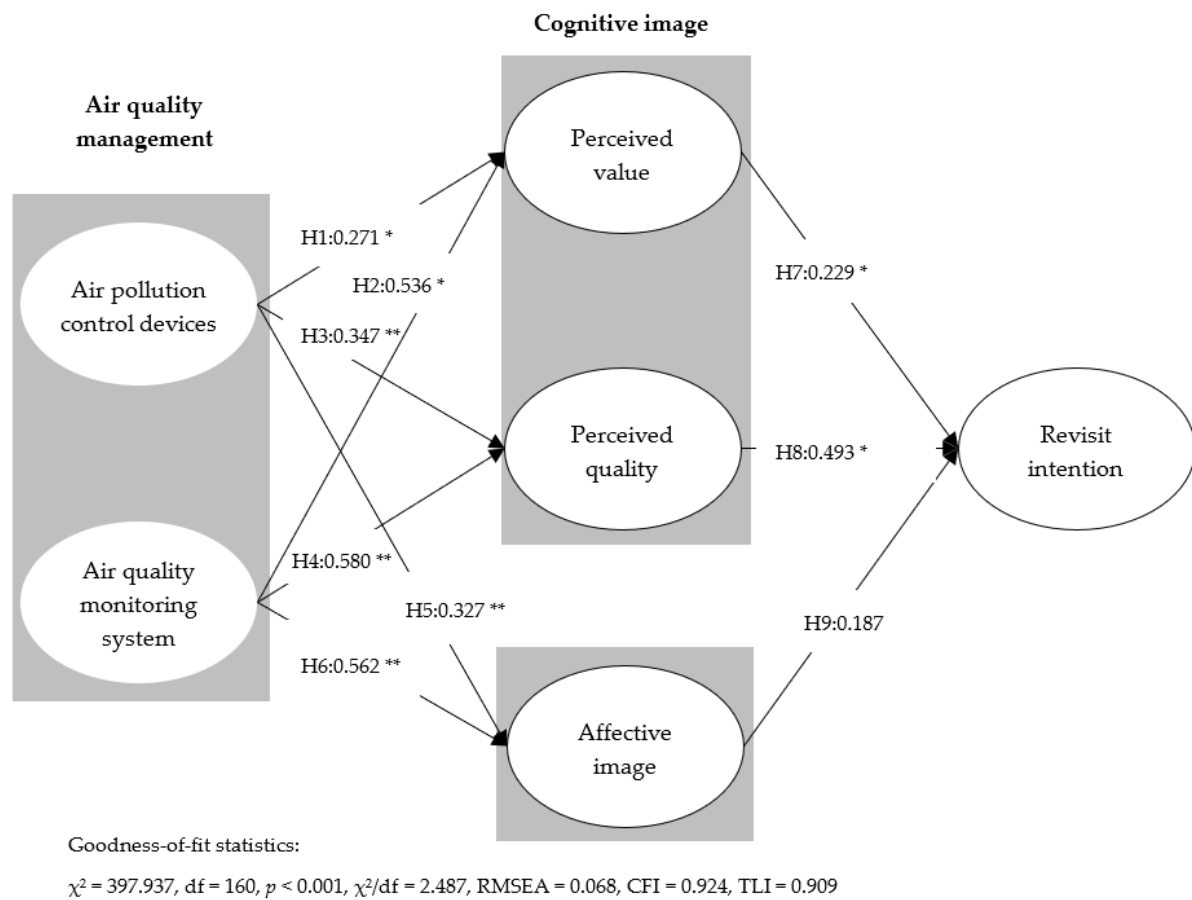 Cognitive image
Air quality
management
Perceived
value
Air pollution
control devices
H1:0.271 *
H2:0.536 *
H3:0.347 **
H7:0.229 *
Perceived
quality
H8:0.493 *
Revisit
intention
Air quality
monitoring
system
H4:0.580 **
H5:0.327 **
H6:0.562 **
H9:0.187
Affective
image
Goodness-of-fit statistics:
χ² = 397.937, df = 160, p < 0.001, χ²/df = 2.487, RMSEA = 0.068, CFI = 0.924, TLI = 0.909